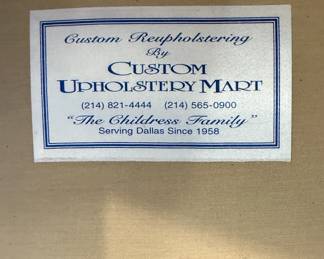 Custom Reupholstering
By
CUSTOM
UPHOLSTERY MART
(214) 821-4444 (214) 565-0900
"The Childress Family"
Serving Dallas Since 1958